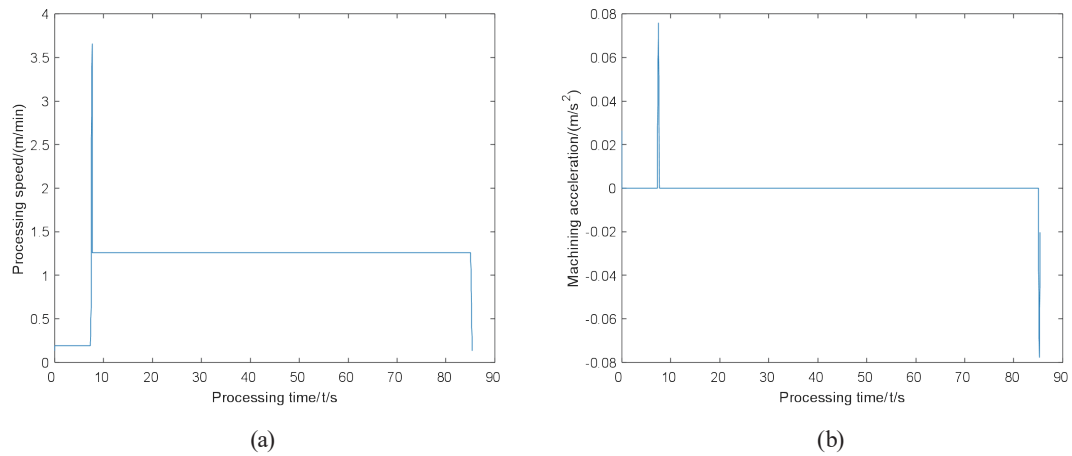 4
3.5
3
2.5
2
1.5
1
0.5
0
Processing speed/(m/min)
0 10 20 30 40 50 60 70 80 90
Processing time/t/s
(a)
0.08
0.06
0.04
0.02
0
-0.02
-0.04
-0.06
-0.08
Machining acceleration/(m/s²)
0 10 20 30 40 50 60 70 80 90
Processing time/t/s
(b)